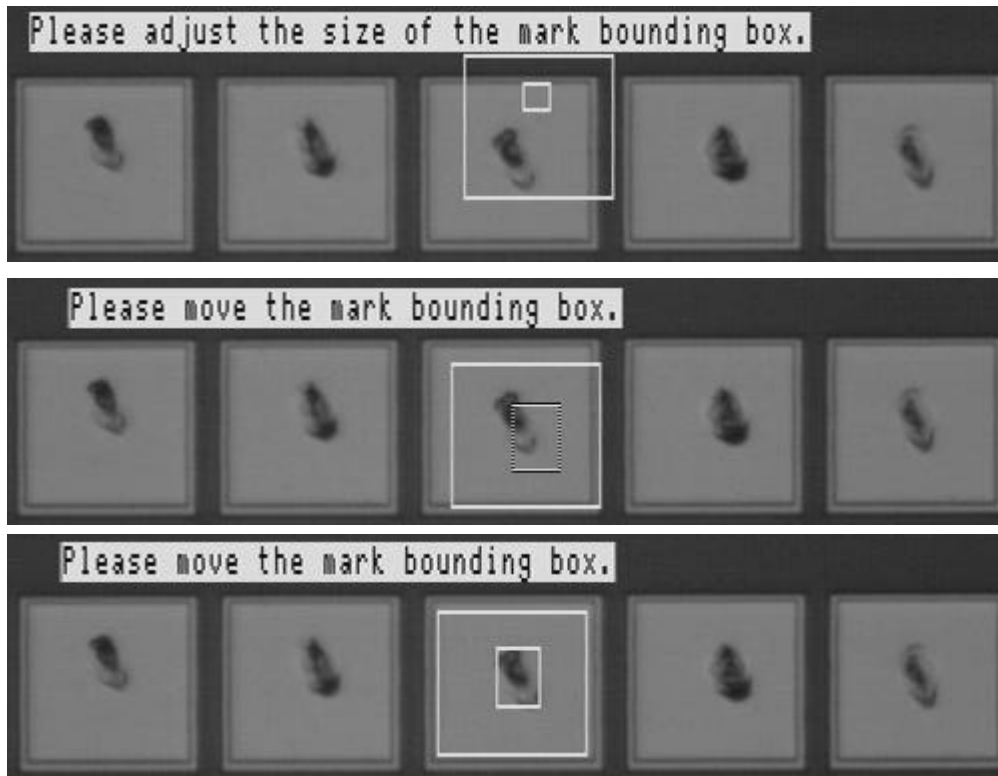 Please adjust the size of the mark bounding box.
Please move the mark bounding box.
Please move the mark bounding box.